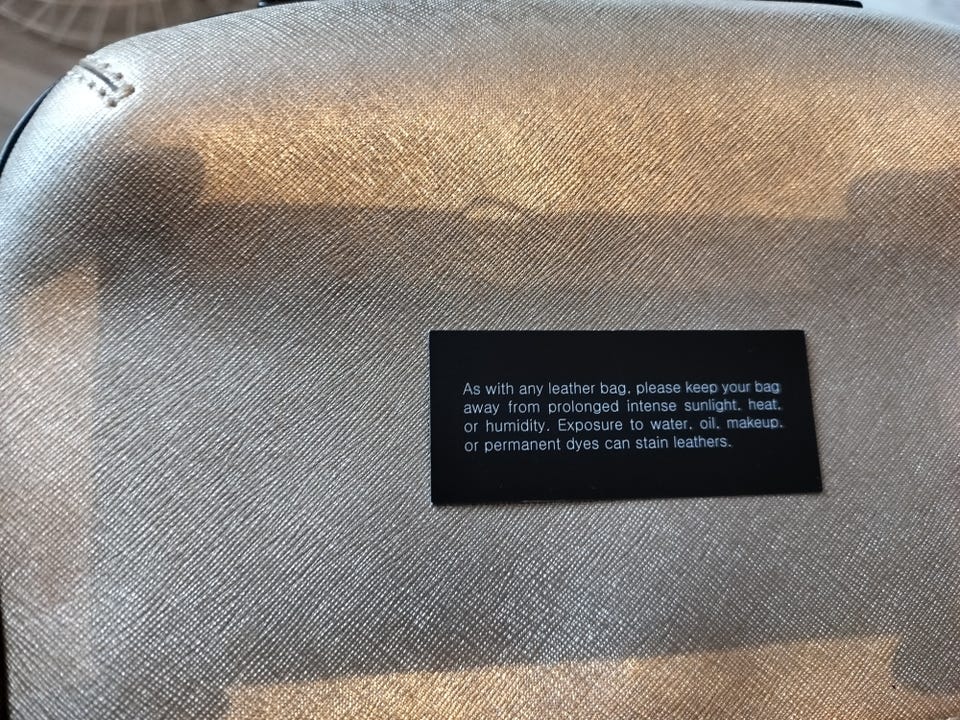 As with any leather bag, please keep your bag
away from prolonged intense sunlight, heat,
or humidity. Exposure to water, oil, makeup,
or permanent dyes can stain leathers.